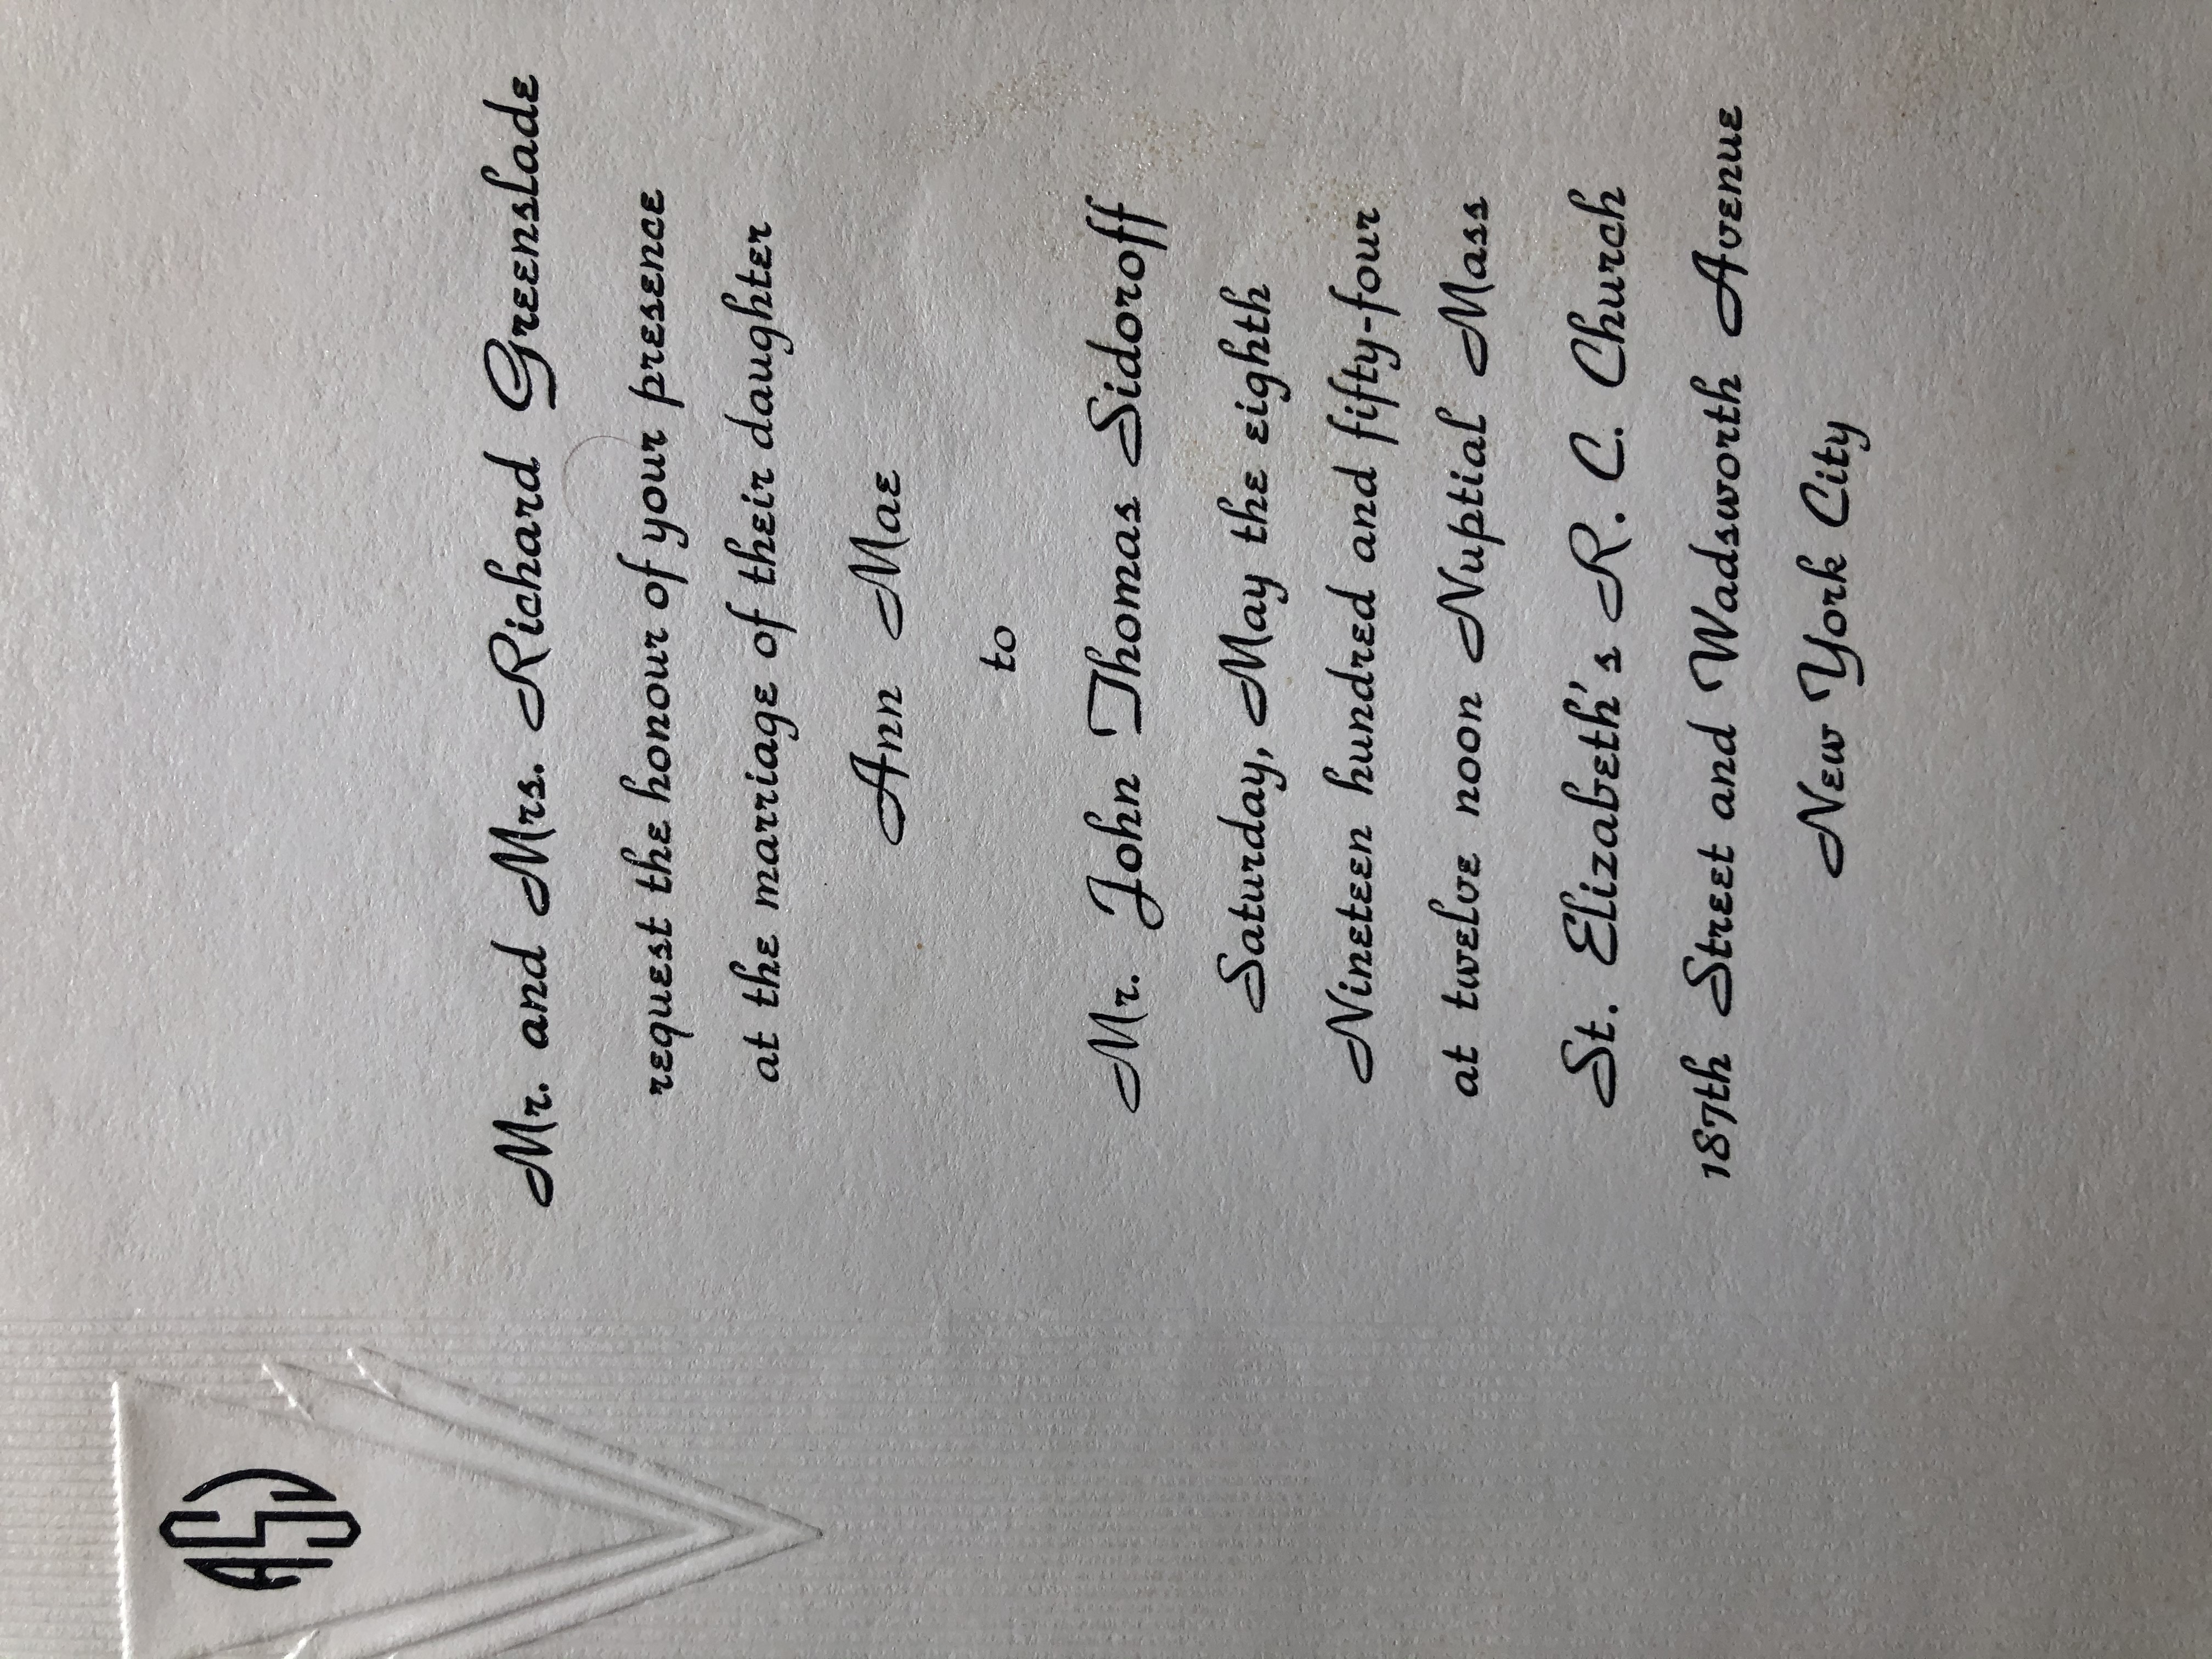 ASJ
Mr. and Mrs. Richard Greenslade
request the honour of your presence
at the marriage of their daughter
Ann Mae
to
Mr. John Thomas Sidoroff
Saturday, May the eighth
Nineteen hundred and fifty-four
at twelve noon Nuptial Mass
St. Elizabeth's R. C. Church
187th Street and Wadsworth Avenue
New York City